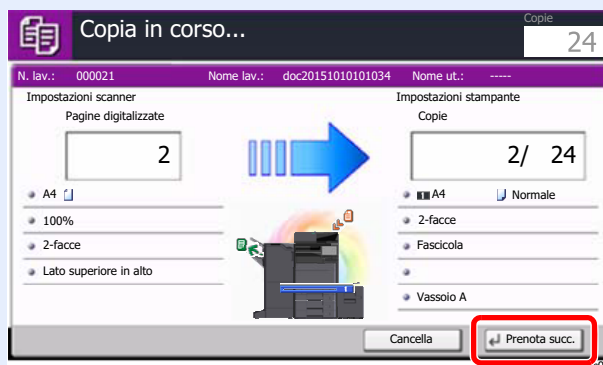 Copia in corso...
Copie
24
N. lav.: 000021 Nome lav.: doc20151010101034 Nome ut.: -----
Impostazioni scanner Impostazioni stampante
Pagine digitalizzate Copie
2 2/ 24
A4 1 A4 Normale
100% 2-facce
2-facce Fascicola
Lato superiore in alto
Vassoio A
Cancella Prenota succ.